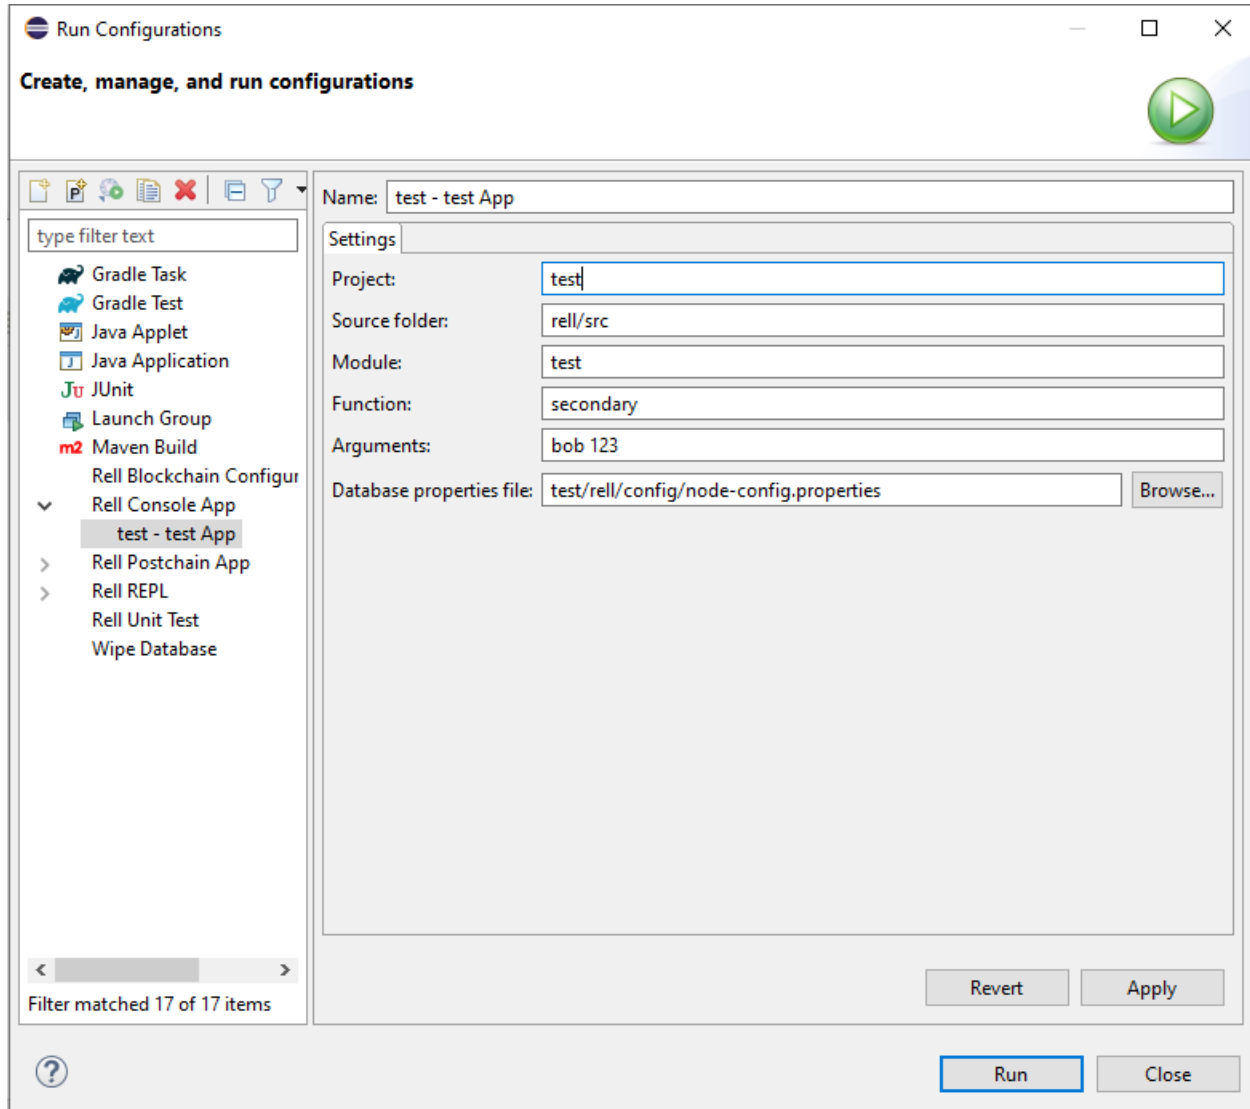 Run Configurations
Create, manage, and run configurations
type filter text
Gradle Task
Gradle Test
Java Applet
Java Application
JUnit
Launch Group
m2 Maven Build
Rell Blockchain Configur
Rell Console App
test - test App
Rell Postchain App
Rell REPL
Rell Unit Test
Wipe Database
Filter matched 17 of 17 items
Name: test - test App
Settings
Project: test
Source folder: rell/src
Module: test
Function: secondary
Arguments: bob 123
Database properties file: test/rell/config/node-config.properties Browse...
Revert Apply
Run Close